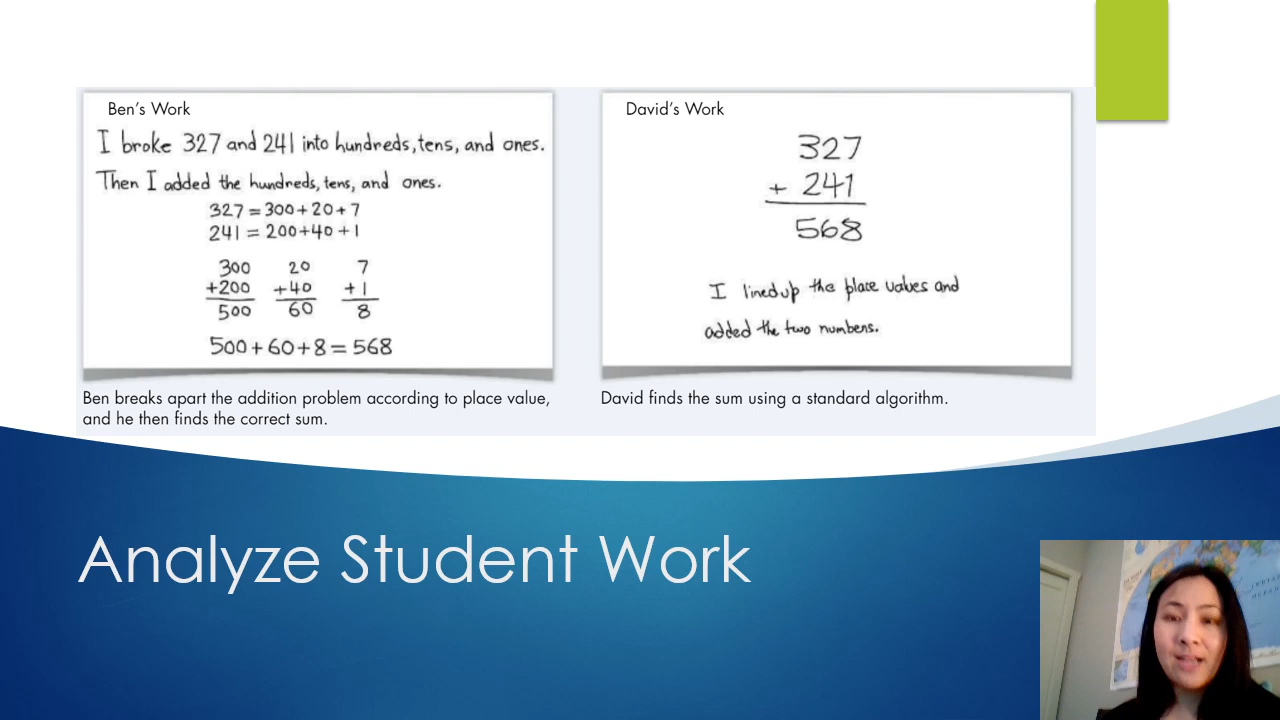 Ben's Work
I broke 327 and 241 into hundreds, tens, and ones.
Then I added the hundreds, tens, and ones.
327 = 300+20+7
241 = 200+40+1
300 20 7
+200 +40 +1
500 60 8
500+60+8=568
Ben breaks apart the addition problem according to place value,
and he then finds the correct sum.
David's Work
327
+ 241
568
I lined up the place values and
added the two numbers.
David finds the sum using a standard algorithm.
Analyze Student Work